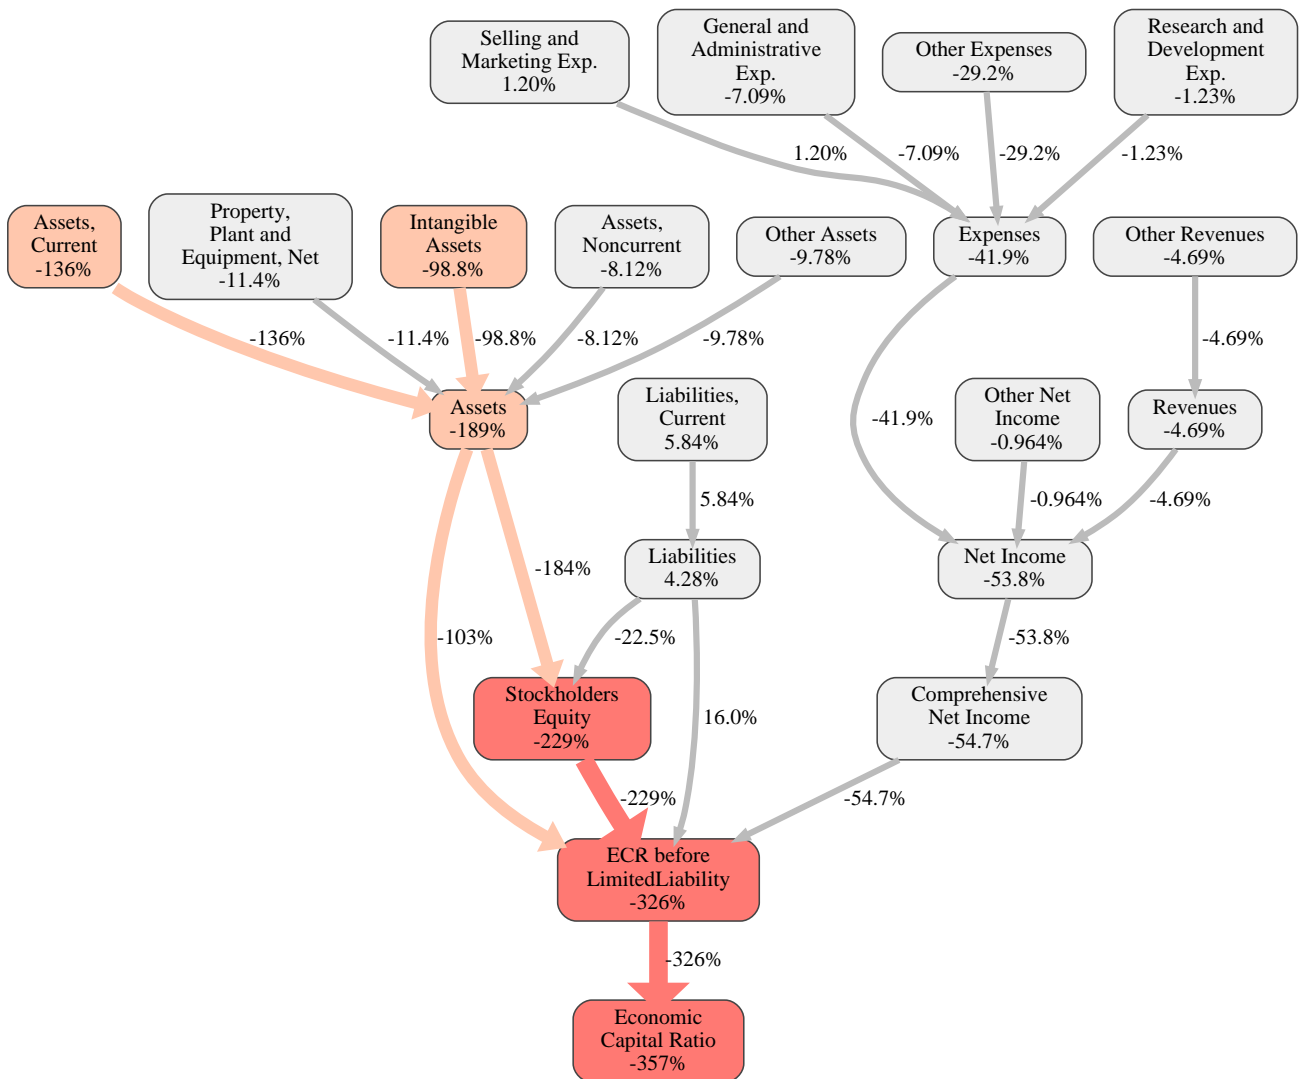 Selling and
Marketing Exp.
1.20%
General and
Administrative
Exp.
-7.09%
Other Expenses
-29.2%
Research and
Development
Exp.
-1.23%
1.20%
-7.09%
-29.2%
-1.23%
Assets,
Current
-136%
Property,
Plant and
Equipment, Net
-11.4%
Intangible
Assets
-98.8%
Assets,
Noncurrent
-8.12%
Other Assets
-9.78%
Expenses
-41.9%
Other Revenues
-4.69%
-136%
-11.4%
-98.8%
-8.12%
-9.78%
-4.69%
Assets
-189%
Liabilities,
Current
5.84%
-41.9%
Other Net
Income
-0.964%
Revenues
-4.69%
5.84%
-0.964%
-4.69%
-184%
Liabilities
4.28%
Net Income
-53.8%
-103%
-22.5%
-53.8%
Stockholders
Equity
-229%
16.0%
Comprehensive
Net Income
-54.7%
-229%
-54.7%
ECR before
LimitedLiability
-326%
-326%
Economic
Capital Ratio
-357%